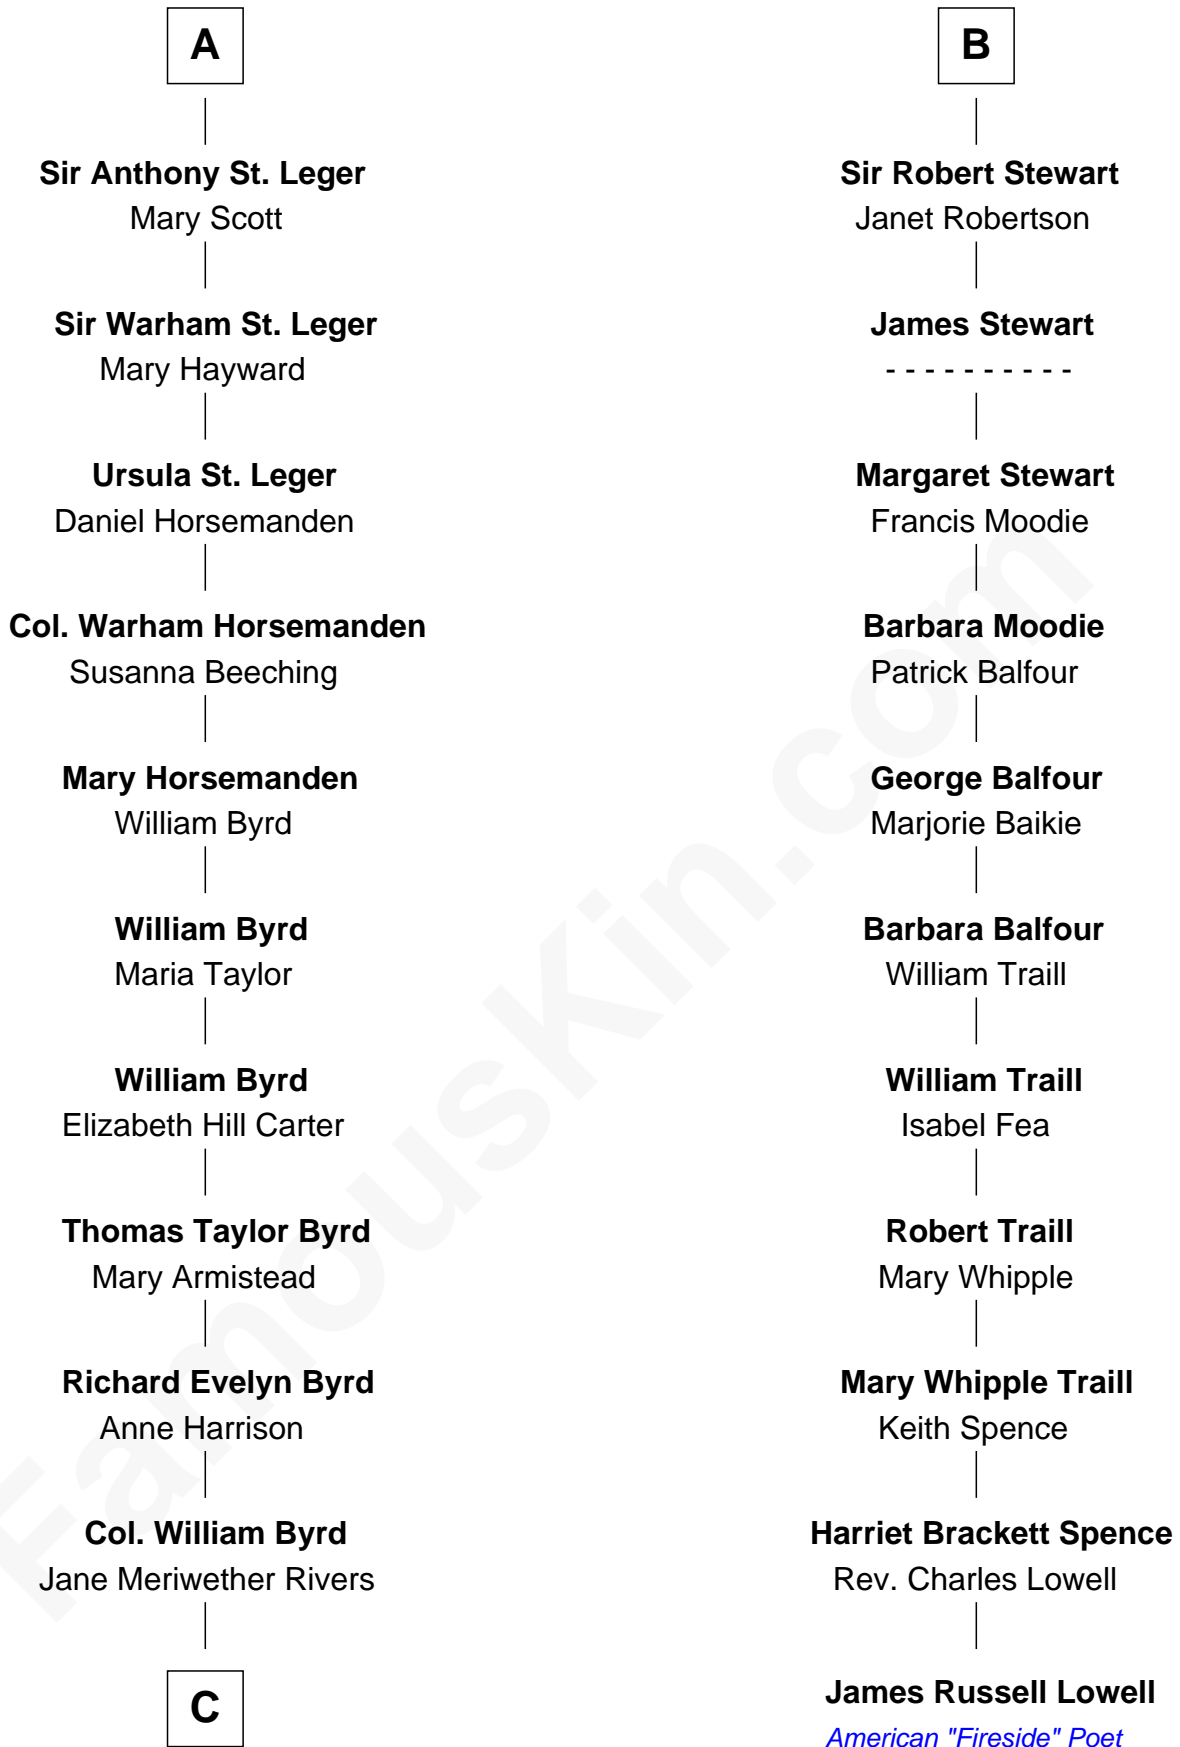 A
Sir Anthony St. Leger
Mary Scott
Sir Warham St. Leger
Mary Hayward
Ursula St. Leger
Daniel Horsemanden
Col. Warham Horsemanden
Susanna Beeching
Mary Horsemanden
William Byrd
William Byrd
Maria Taylor
William Byrd
Elizabeth Hill Carter
Thomas Taylor Byrd
Mary Armistead
Richard Evelyn Byrd
Anne Harrison
Col. William Byrd
Jane Meriwether Rivers
C
B
Sir Robert Stewart
Janet Robertson
James Stewart
- - - - - - - - - -
Margaret Stewart
Francis Moodie
Barbara Moodie
Patrick Balfour
George Balfour
Marjorie Baikie
Barbara Balfour
William Traill
William Traill
Isabel Fea
Robert Traill
Mary Whipple
Mary Whipple Traill
Keith Spence
Harriet Brackett Spence
Rev. Charles Lowell
James Russell Lowell
American "Fireside" Poet
FamousKin.com